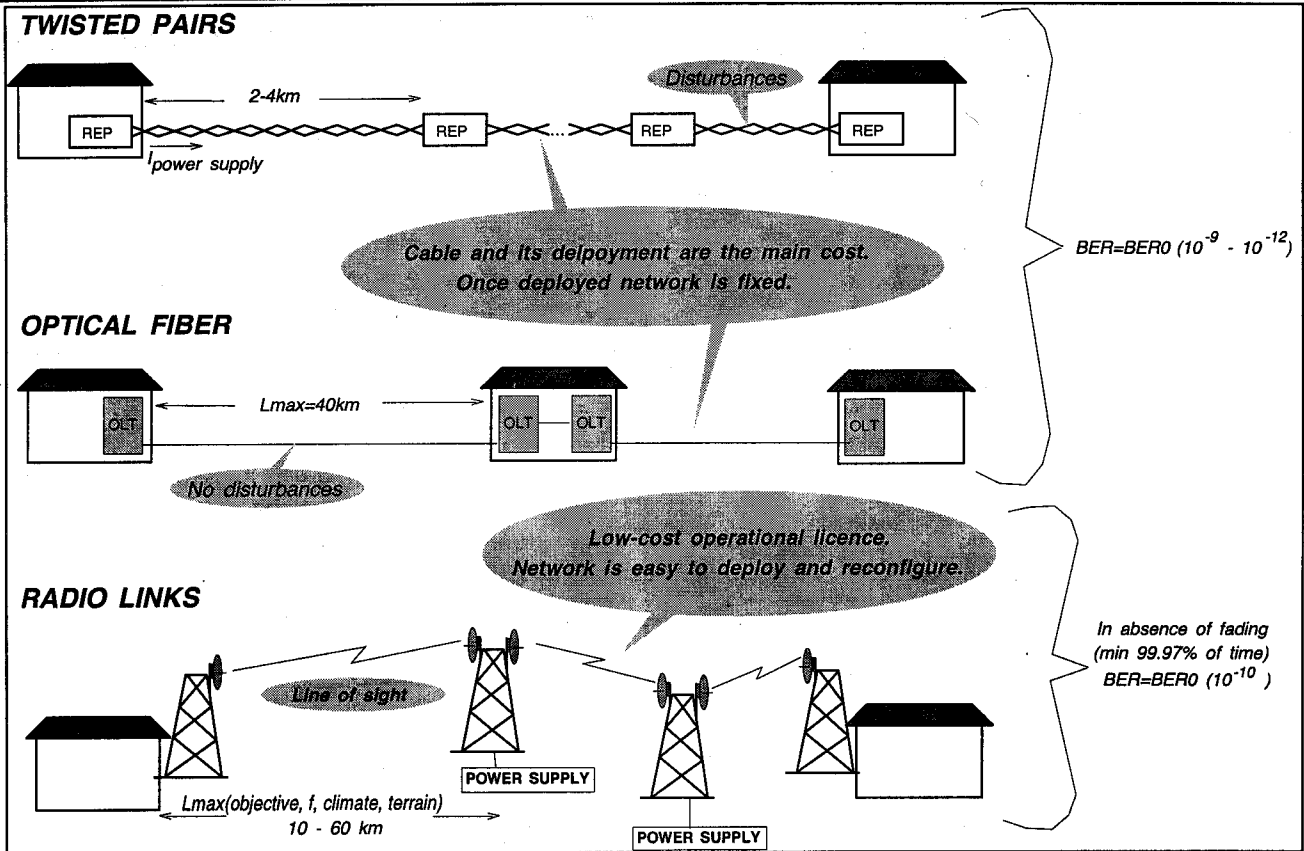 TWISTED PAIRS
2-4km
Disturbances
REP
REP
REP
REP
I power supply
Cable and its delpoyment are the main cost.
Once deployed network is fixed.
BER=BER0 (10^-9 - 10^-12)
OPTICAL FIBER
Lmax=40km
OLT
OLT
OLT
OLT
No disturbances
Low-cost operational licence.
Network is easy to deploy and reconfigure.
RADIO LINKS
In absence of fading
(min 99.97% of time)
BER=BER0 (10^-10 )
Line of sight
POWER SUPPLY
Lmax(objective, f, climate, terrain)
10 - 60 km
POWER SUPPLY